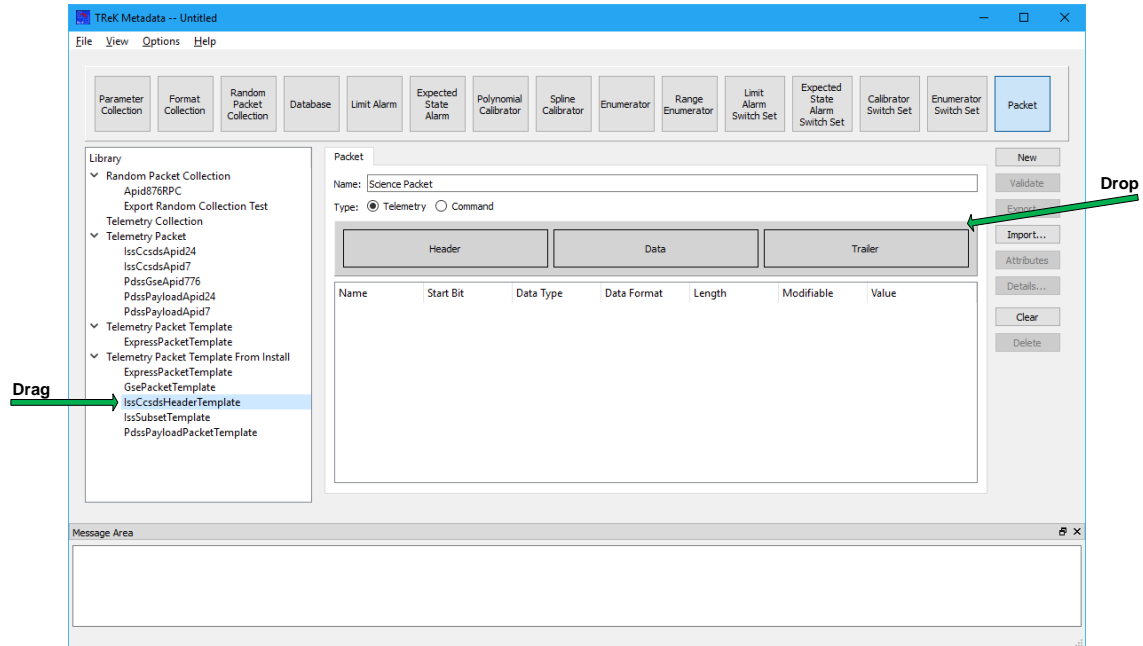 TReK Metadata -- Untitled
File View Options Help
Parameter
Collection
Format
Collection
Random
Packet
Collection
Database
Limit Alarm
Expected
State
Alarm
Polynomial
Calibrator
Spline
Calibrator
Enumerator
Range
Enumerator
Limit
Alarm
Switch Set
Expected
State
Alarm
Switch Set
Calibrator
Switch Set
Enumerator
Switch Set
Packet
Library
Random Packet Collection
Apid876RPC
Export Random Collection Test
Telemetry Collection
Telemetry Packet
IssCcsdsApid24
IssCcsdsApid7
PdssGseApid776
PdssPayloadApid24
PdssPayloadApid7
Telemetry Packet Template
ExpressPacketTemplate
Telemetry Packet Template From Install
ExpressPacketTemplate
GsePacketTemplate
IssCcsdsHeaderTemplate
IssSubsetTemplate
PdssPayloadPacketTemplate
Drag
Packet
Name: Science Packet
Type: Telemetry Command
Header Data Trailer
Name Start Bit Data Type Data Format Length Modifiable Value
New
Validate
Export...
Import...
Attributes
Details...
Clear
Delete
Drop
Message Area